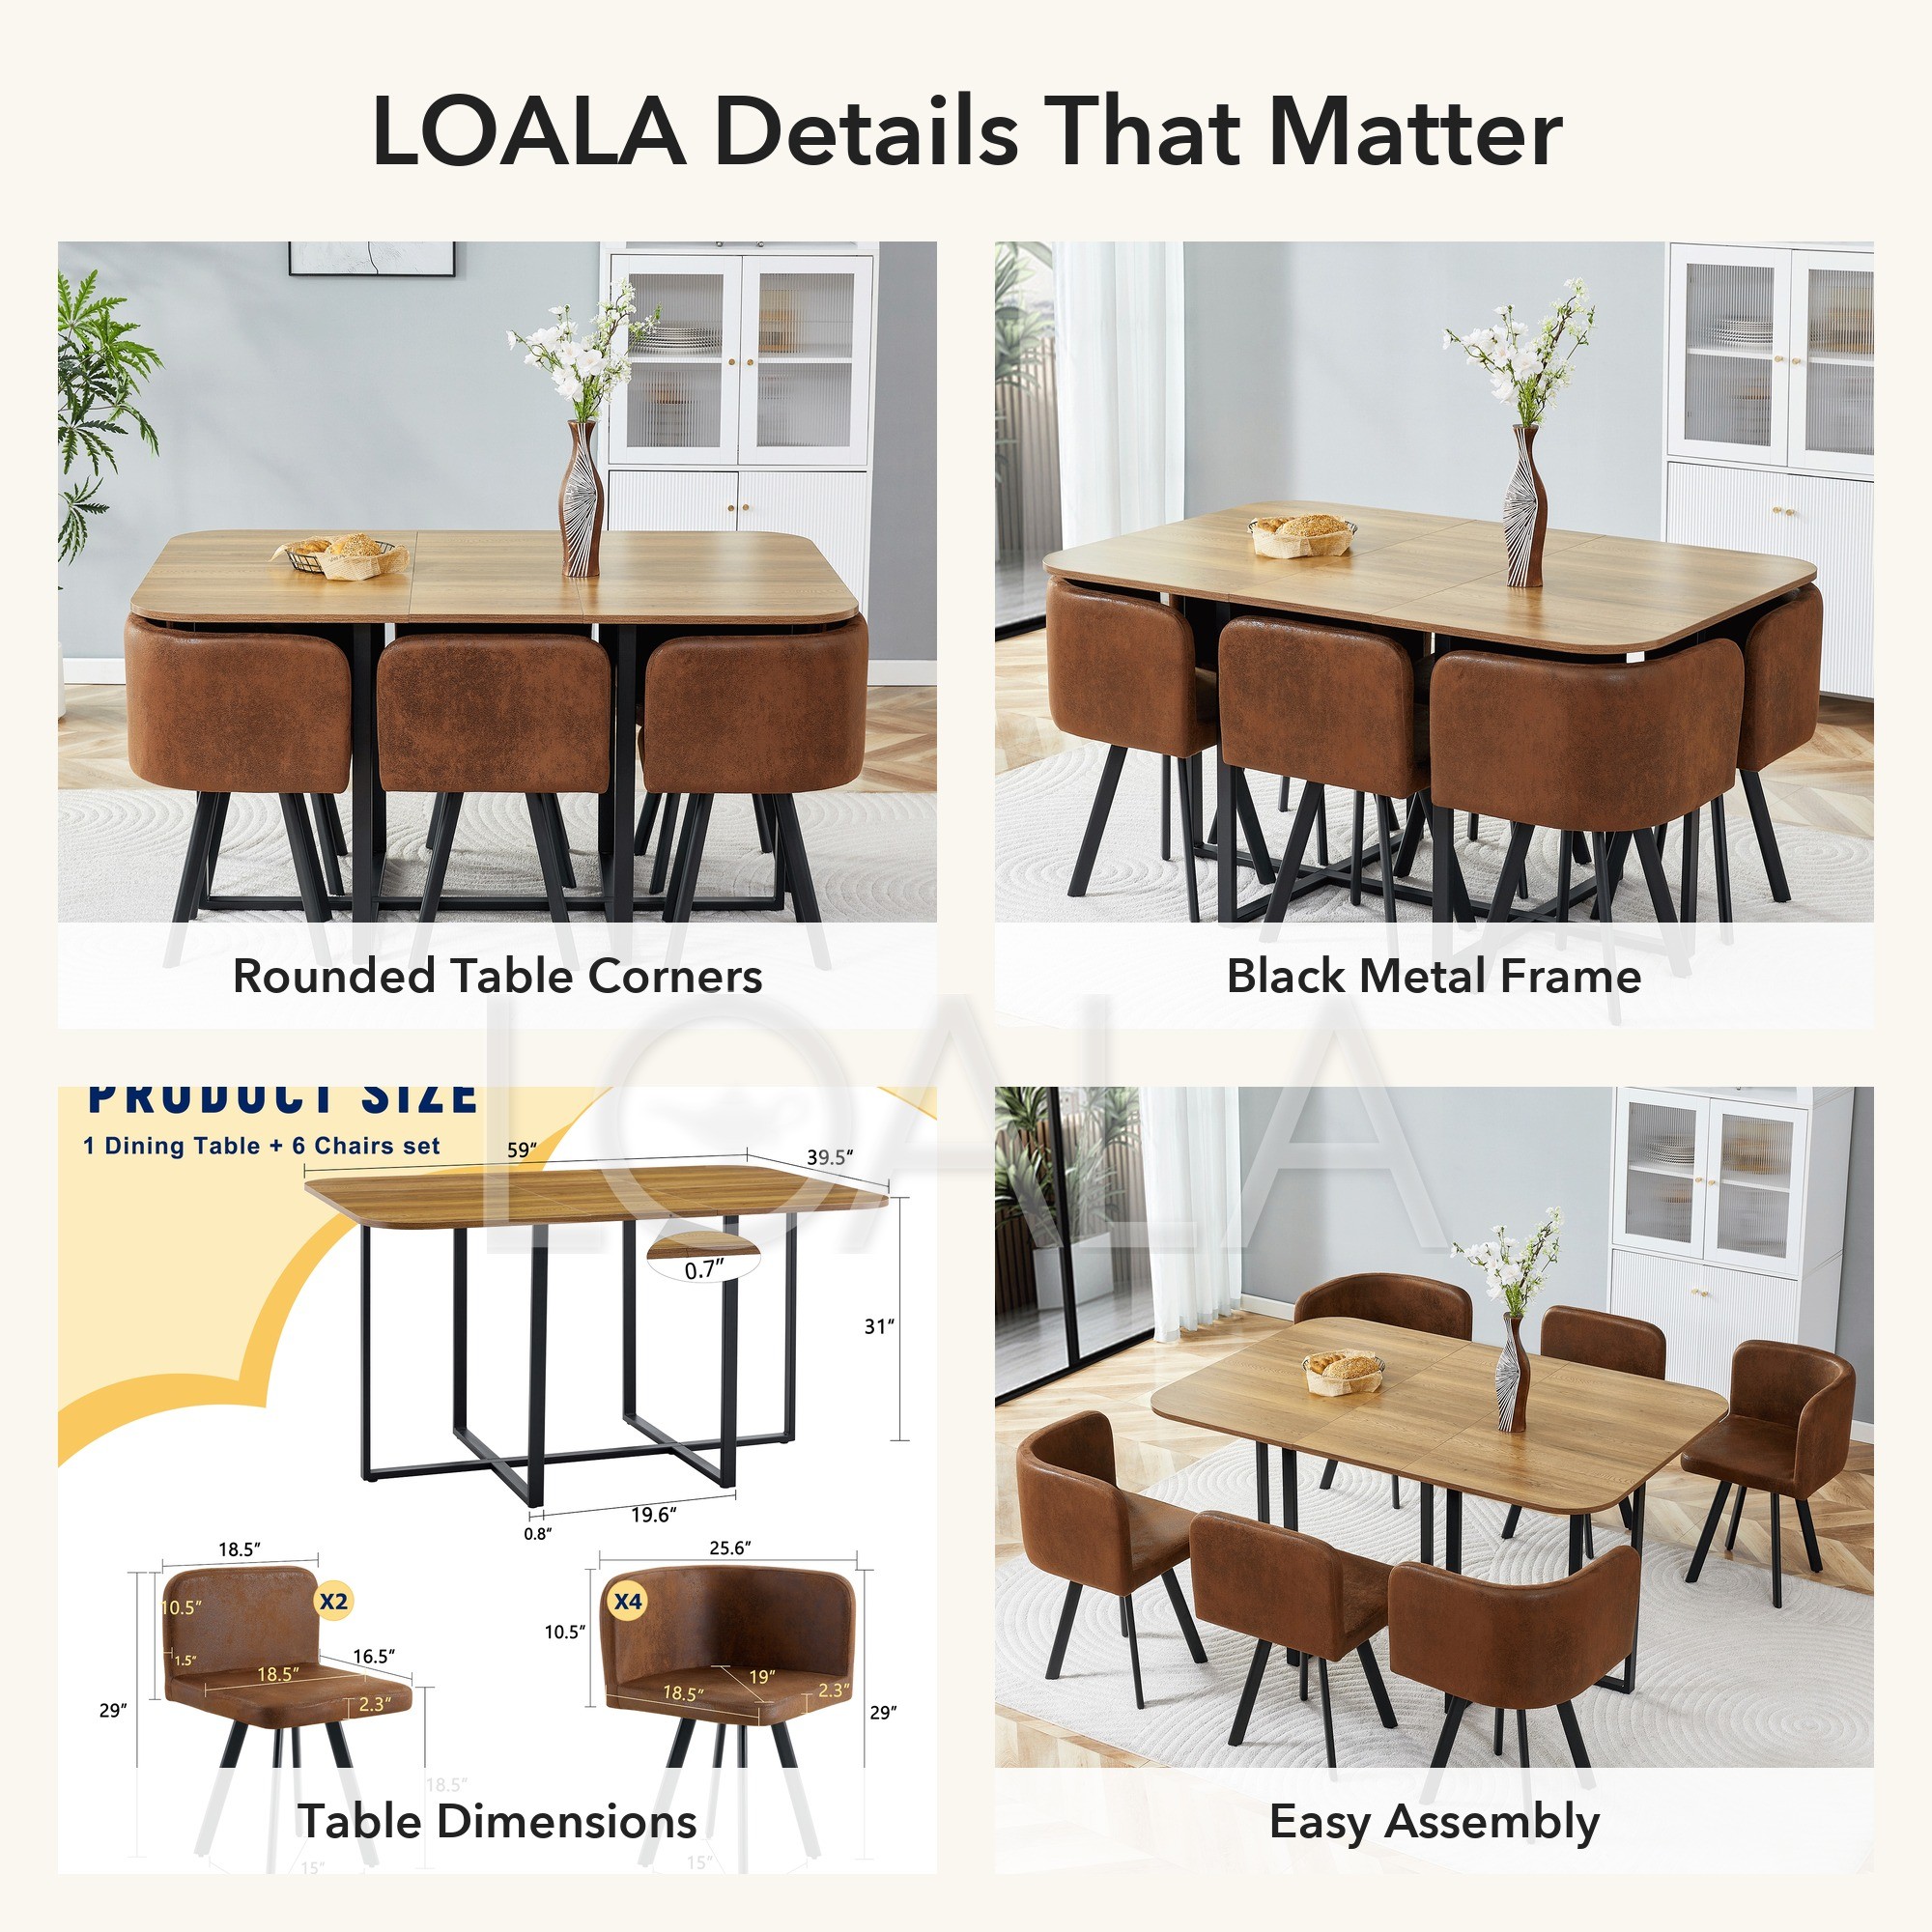 LOALA Details That Matter
Rounded Table Corners
Black Metal Frame
LOALA
PRODUCT SIZE
1 Dining Table + 6 Chairs set
59"
39.5"
0.7"
31"
19.6"
0.8"
18.5"
X2
10.5"
1.5"
16.5"
18.5"
2.3"
29"
18.5"
15"
25.6"
X4
10.5"
19"
18.5"
2.3"
29"
15"
Table Dimensions
Easy Assembly